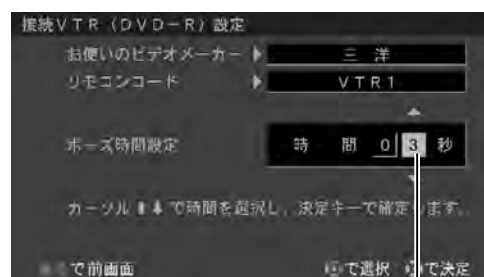 接続VTR(DVD-R)設定
お使いのビデオメーカー ▶ 三 洋
リモコンコード ▶ VTR1
ポーズ時間設定 時 間 0 3 秒
カーソル⬆⬇で時間を選択し、決定キーで確定します。
で前画面 で選択 で決定